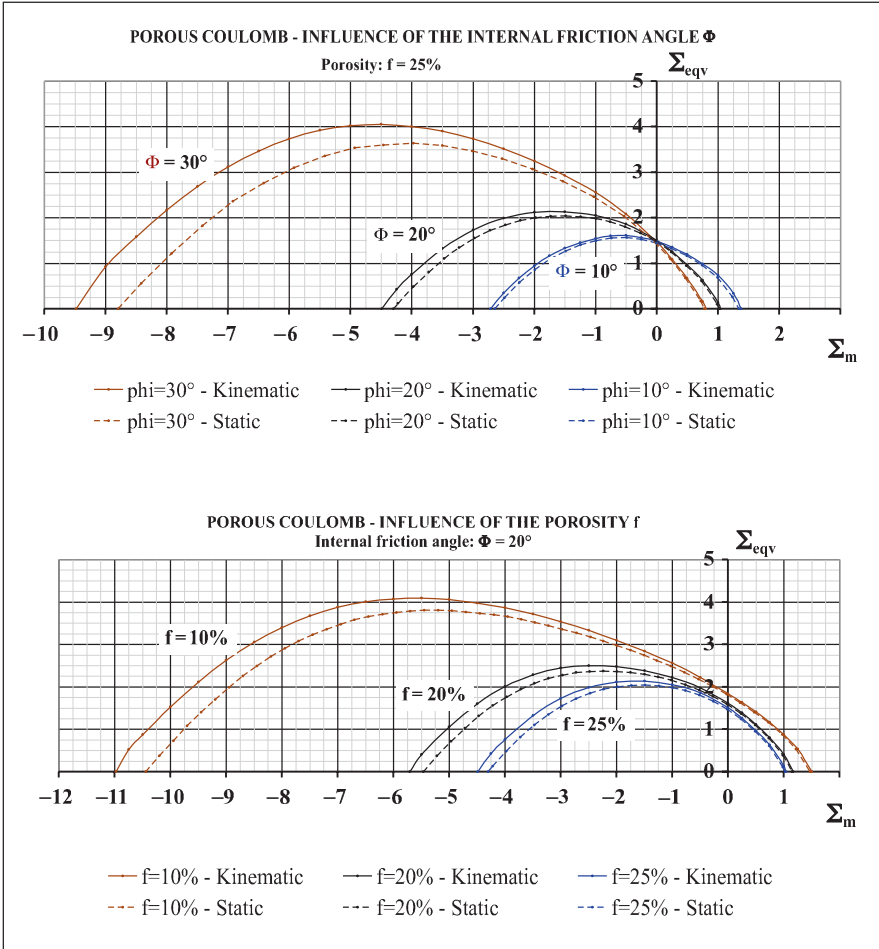 POROUS COULOMB - INFLUENCE OF THE INTERNAL FRICTION ANGLE Φ
Porosity: f = 25%
Σeqv
5
4
3
2
1
0
Φ = 30°
Φ = 20°
Φ = 10°
−10 −9 −8 −7 −6 −5 −4 −3 −2 −1 0 1 2
Σm
phi=30° - Kinematic phi=20° - Kinematic phi=10° - Kinematic
phi=30° - Static phi=20° - Static phi=10° - Static
POROUS COULOMB - INFLUENCE OF THE POROSITY f
Internal friction angle: Φ = 20°
Σeqv
5
4
3
2
1
0
f = 10%
f = 20%
f = 25%
−12 −11 −10 −9 −8 −7 −6 −5 −4 −3 −2 −1 0 1
Σm
f=10% - Kinematic f=20% - Kinematic f=25% - Kinematic
f=10% - Static f=20% - Static f=25% - Static